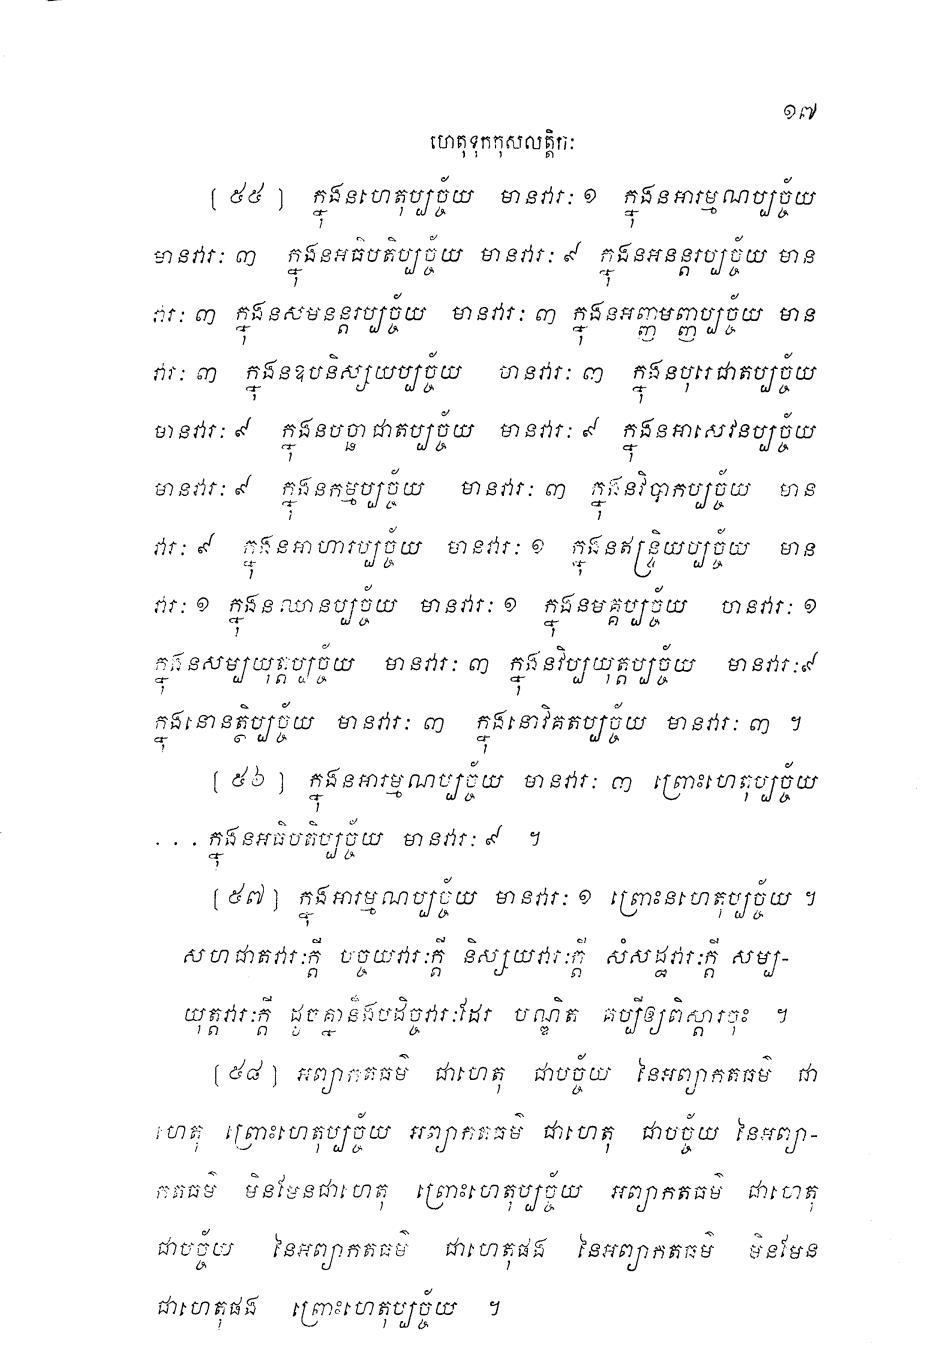 ១៧
ហេតុទុកកុសលត្តិកៈ
(៥៥) ក្នុងនហេតុប្បច្ច័យ មានវារៈ ១ ក្នុងនអារម្មណប្បច្ច័យ
មានវារៈ ៣ ក្នុងនអធិបតិប្បច្ច័យ មានវារៈ ៩ ក្នុងនអនន្តរប្បច្ច័យ មាន
វារៈ ៣ ក្នុងនសមនន្តរប្បច្ច័យ មានវារៈ ៣ ក្នុងនអញ្ញមញ្ញប្បច្ច័យ មាន
វារៈ ៣ ក្នុងនឧបនិស្សយប្បច្ច័យ មានវារៈ ៣ ក្នុងនបុរេជាតប្បច្ច័យ
មានវារៈ ៩ ក្នុងនបច្ឆាជាតប្បច្ច័យ មានវារៈ ៩ ក្នុងនអាសេវនប្បច្ច័យ
មានវារៈ ៩ ក្នុងនកម្មប្បច្ច័យ មានវារៈ ៣ ក្នុងនវិបាកប្បច្ច័យ មាន
វារៈ ៩ ក្នុងនអាហារប្បច្ច័យ មានវារៈ ១ ក្នុងនឥន្ទ្រិយប្បច្ច័យ មាន
វារៈ ១ ក្នុងនឈានប្បច្ច័យ មានវារៈ ១ ក្នុងនមគ្គប្បច្ច័យ មានវារៈ ១
ក្នុងនសម្បយុត្តប្បច្ច័យ មានវារៈ ៣ ក្នុងនវិប្បយុត្តប្បច្ច័យ មានវារៈ ៩
ក្នុងនោនត្ថិប្បច្ច័យ មានវារៈ ៣ ក្នុងនោវិគតប្បច្ច័យ មានវារៈ ៣ ។
(៥៦) ក្នុងនអារម្មណប្បច្ច័យ មានវារៈ ៣ ព្រោះហេតុប្បច្ច័យ
... ក្នុងនអធិបតិប្បច្ច័យ មានវារៈ ៩ ។
(៥៧) ក្នុងអារម្មណប្បច្ច័យ មានវារៈ ១ ព្រោះនហេតុប្បច្ច័យ ។
សហជាតវារៈក្តី បច្ចយវារៈក្តី និស្សយវារៈក្តី សំសដ្ឋវារៈក្តី សម្ប-
យុត្តវារៈក្តី ដូចគ្នានឹងបដិច្ចវារៈដែរ បណ្ឌិត គប្បីឲ្យពិស្តារចុះ ។
(៥៨) អព្យាកតធម៌ ជាហេតុ ជាបច្ច័យ នៃអព្យាកតធម៌ ជា
ហេតុ ព្រោះហេតុប្បច្ច័យ អព្យាកតធម៌ ជាហេតុ ជាបច្ច័យ នៃអព្យា-
កតធម៌ មិនមែនជាហេតុ ព្រោះហេតុប្បច្ច័យ អព្យាកតធម៌ ជាហេតុ
ជាបច្ច័យ នៃអព្យាកតធម៌ ជាហេតុផង នៃអព្យាកតធម៌ មិនមែន
ជាហេតុផង ព្រោះហេតុប្បច្ច័យ ។